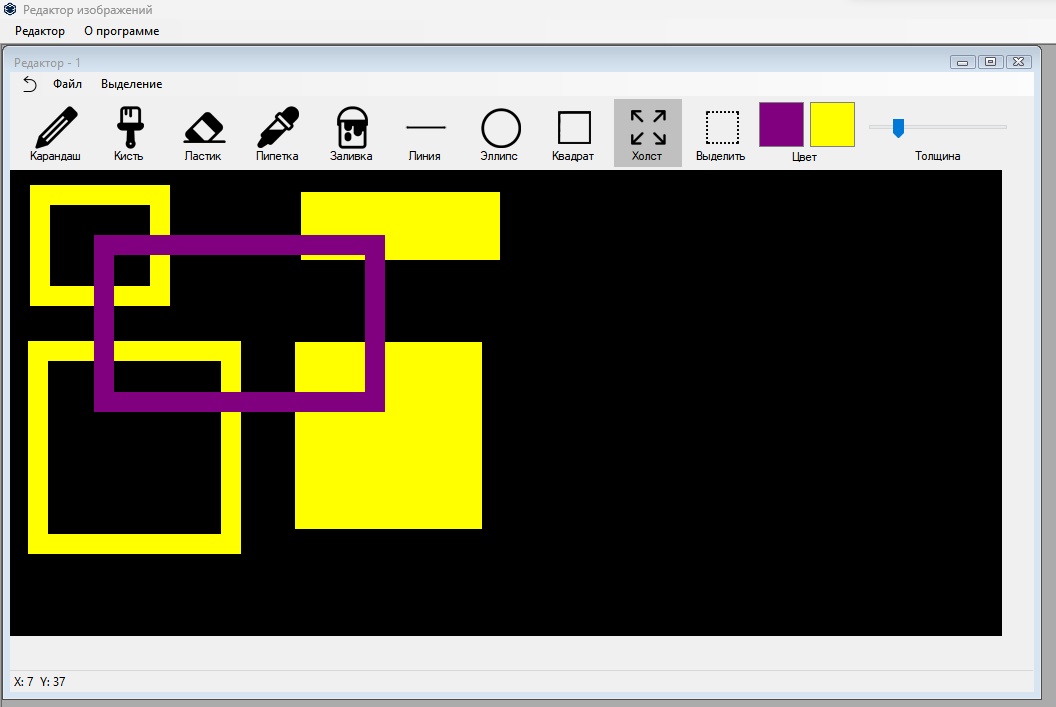 Редактор изображений
Редактор О программе
Редактор - 1
Файл Выделение
Карандаш Кисть Ластик Пипетка Заливка Линия Эллипс Квадрат Холст Выделить Цвет Толщина
X: 7 Y: 37